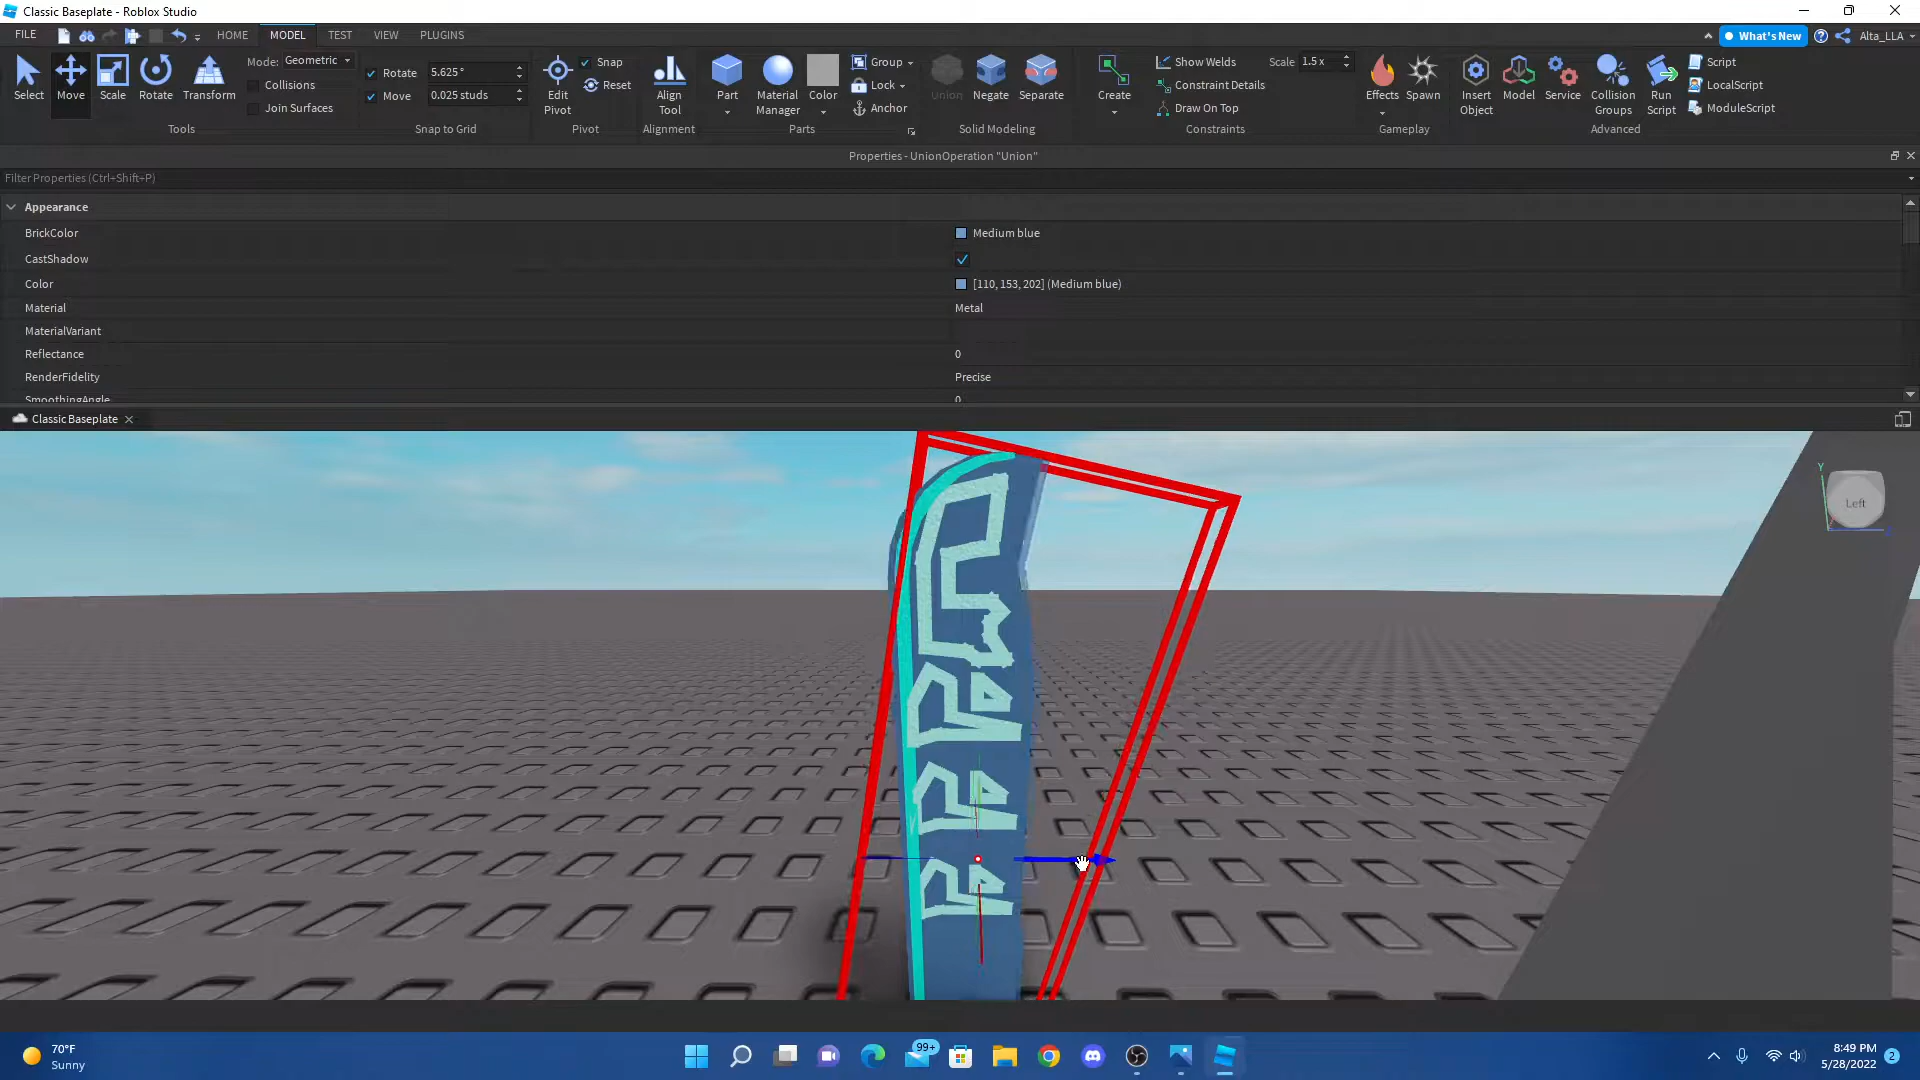 Classic Baseplate - Roblox Studio
FILE HOME MODEL TEST VIEW PLUGINS What's New Alta_LLA
Select Move Scale Rotate Transform
Mode: Geometric
Collisions
Join Surfaces
Tools
Rotate 5.625 °
Move 0.025 studs
Snap to Grid
Edit Pivot
Snap
Reset
Pivot
Align Tool
Alignment
Part Material Manager Color
Group
Lock
Anchor
Parts
Union Negate Separate
Solid Modeling
Create
Show Welds
Constraint Details
Draw On Top
Scale 1.5 x
Constraints
Effects Spawn
Gameplay
Insert Object Model Service Collision Groups Run Script
Script
LocalScript
ModuleScript
Advanced
Properties - UnionOperation "Union"
Filter Properties (Ctrl+Shift+P)
Appearance
BrickColor Medium blue
CastShadow
Color [110, 153, 202] (Medium blue)
Material Metal
MaterialVariant
Reflectance 0
RenderFidelity Precise
SmoothingAngle 0
Classic Baseplate
Y
Left
70°F
Sunny
99+
8:49 PM
5/28/2022
2